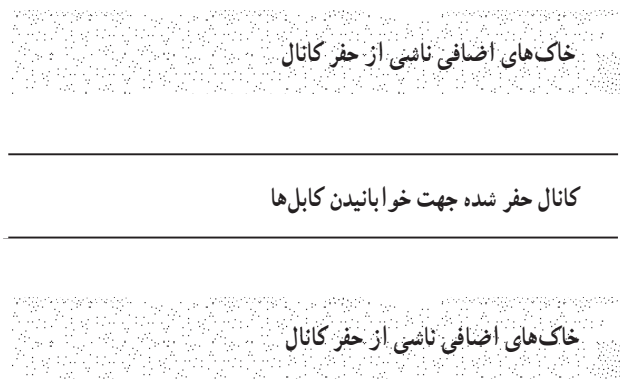 خاک‌های اضافی ناشی از حفر کانال
کانال حفر شده جهت خوابانیدن کابل‌ها
خاک‌های اضافی ناشی از حفر کانال